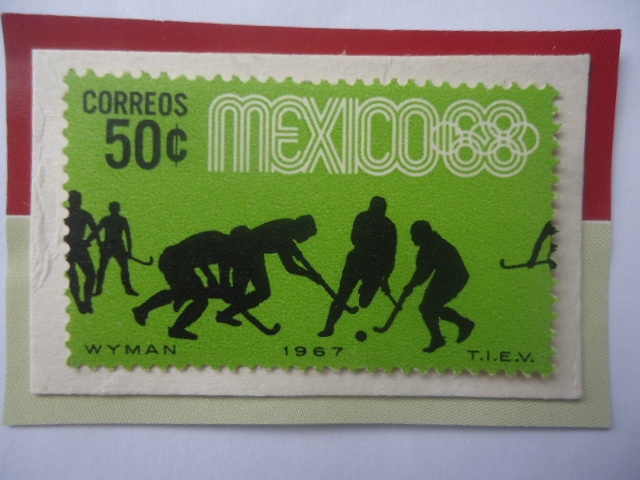 CORREOS
50¢
MEXICO68
WYMAN 1967 T.I.E.V.